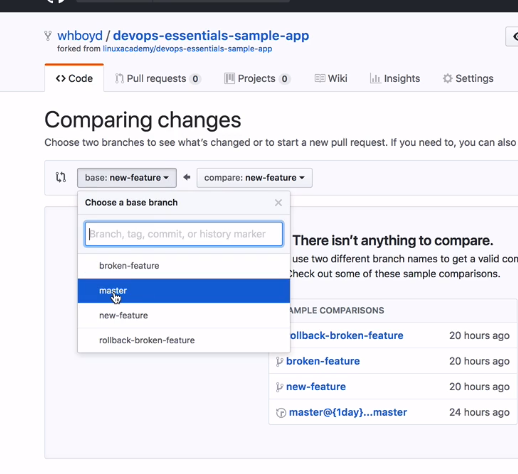 whboyd / devops-essentials-sample-app
forked from linuxacademy/devops-essentials-sample-app
Code Pull requests 0 Projects 0 Wiki Insights Settings
Comparing changes
Choose two branches to see what's changed or to start a new pull request. If you need to, you can also
base: new-feature compare: new-feature
Choose a base branch
Branch, tag, commit, or history marker
broken-feature
master
new-feature
rollback-broken-feature
There isn't anything to compare.
use two different branch names to get a valid com
Check out some of these sample comparisons.
AMPLE COMPARISONS
ollback-broken-feature 20 hours ago
broken-feature 20 hours ago
new-feature 20 hours ago
master@{1day}...master 24 hours ago